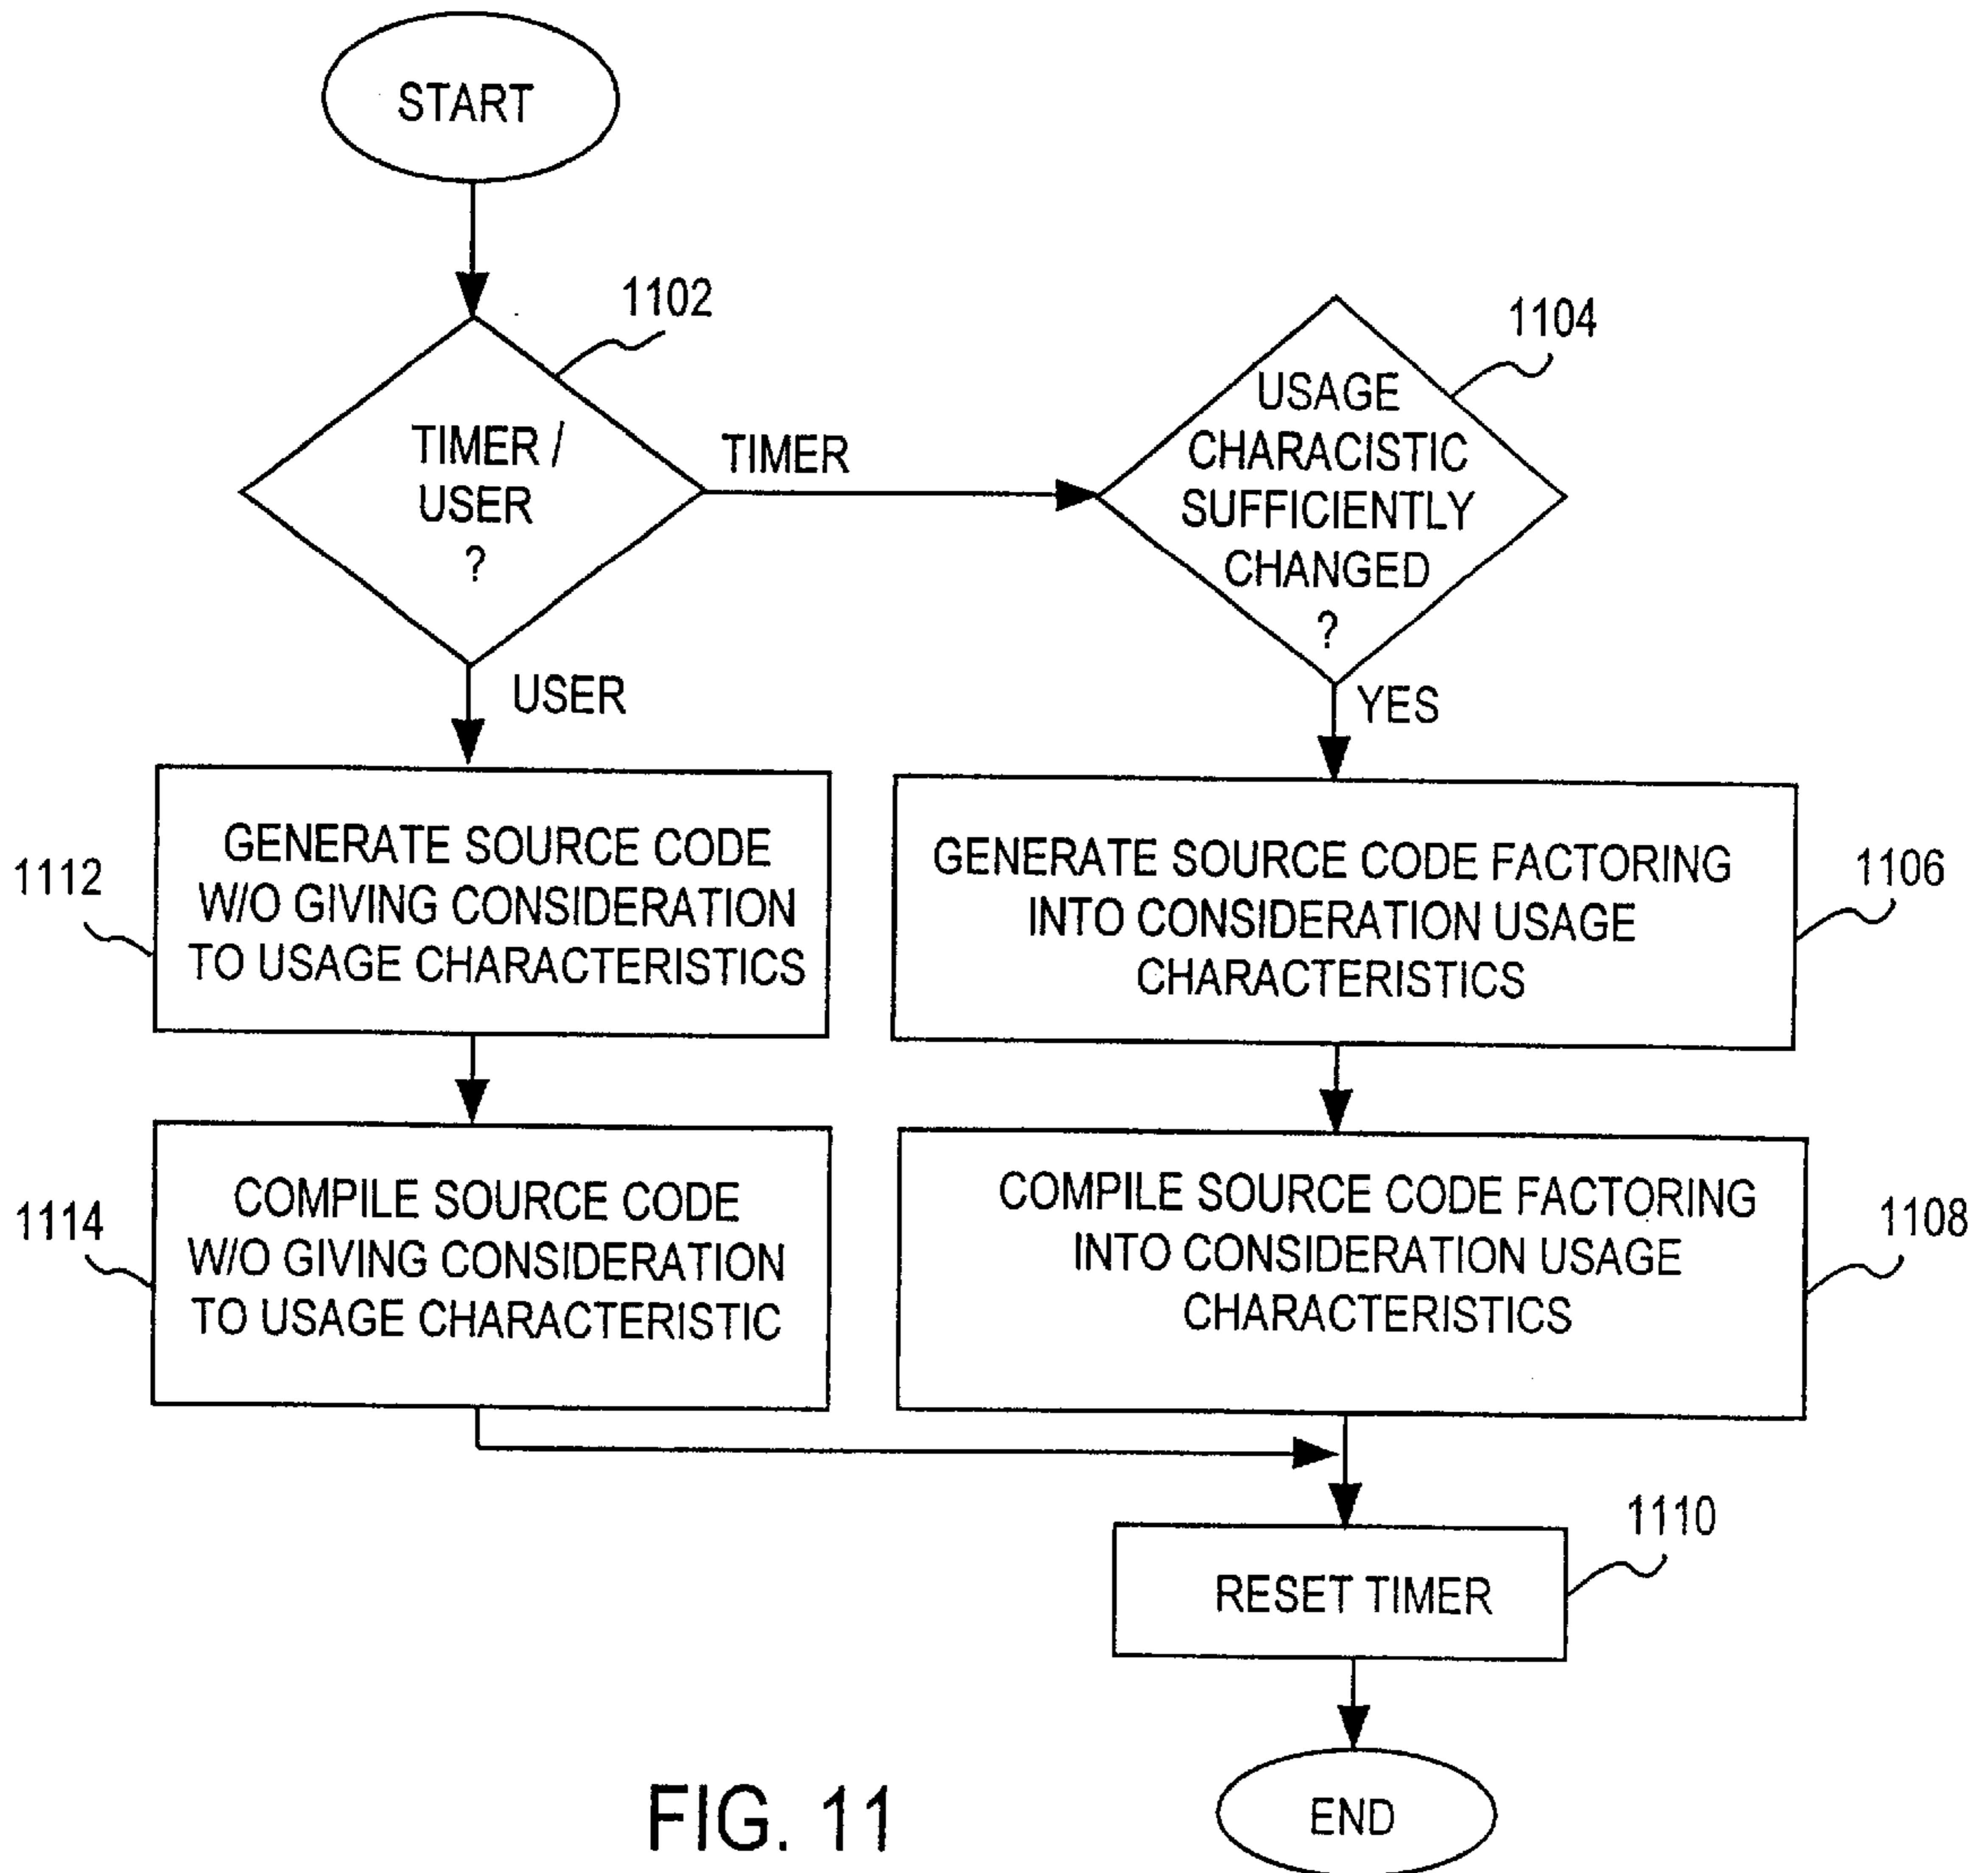 START
1102
TIMER /
USER
?
TIMER
1104
USAGE
CHARACISTIC
SUFFICIENTLY
CHANGED
?
USER
YES
1112
GENERATE SOURCE CODE
W/O GIVING CONSIDERATION
TO USAGE CHARACTERISTICS
GENERATE SOURCE CODE FACTORING
INTO CONSIDERATION USAGE
CHARACTERISTICS
1106
1114
COMPILE SOURCE CODE
W/O GIVING CONSIDERATION
TO USAGE CHARACTERISTIC
COMPILE SOURCE CODE FACTORING
INTO CONSIDERATION USAGE
CHARACTERISTICS
1108
1110
RESET TIMER
END
FIG. 11